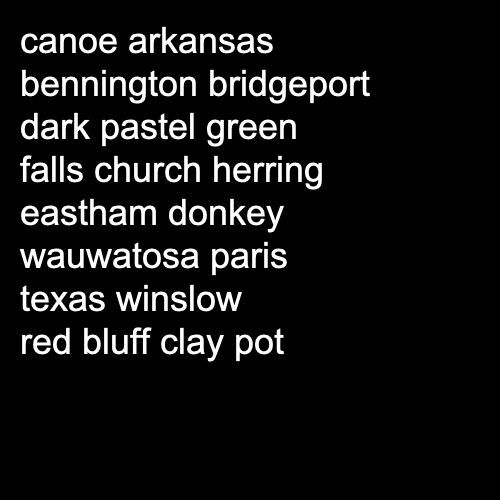 canoe arkansas
bennington bridgeport
dark pastel green
falls church herring
eastham donkey
wauwatosa paris
texas winslow
red bluff clay pot